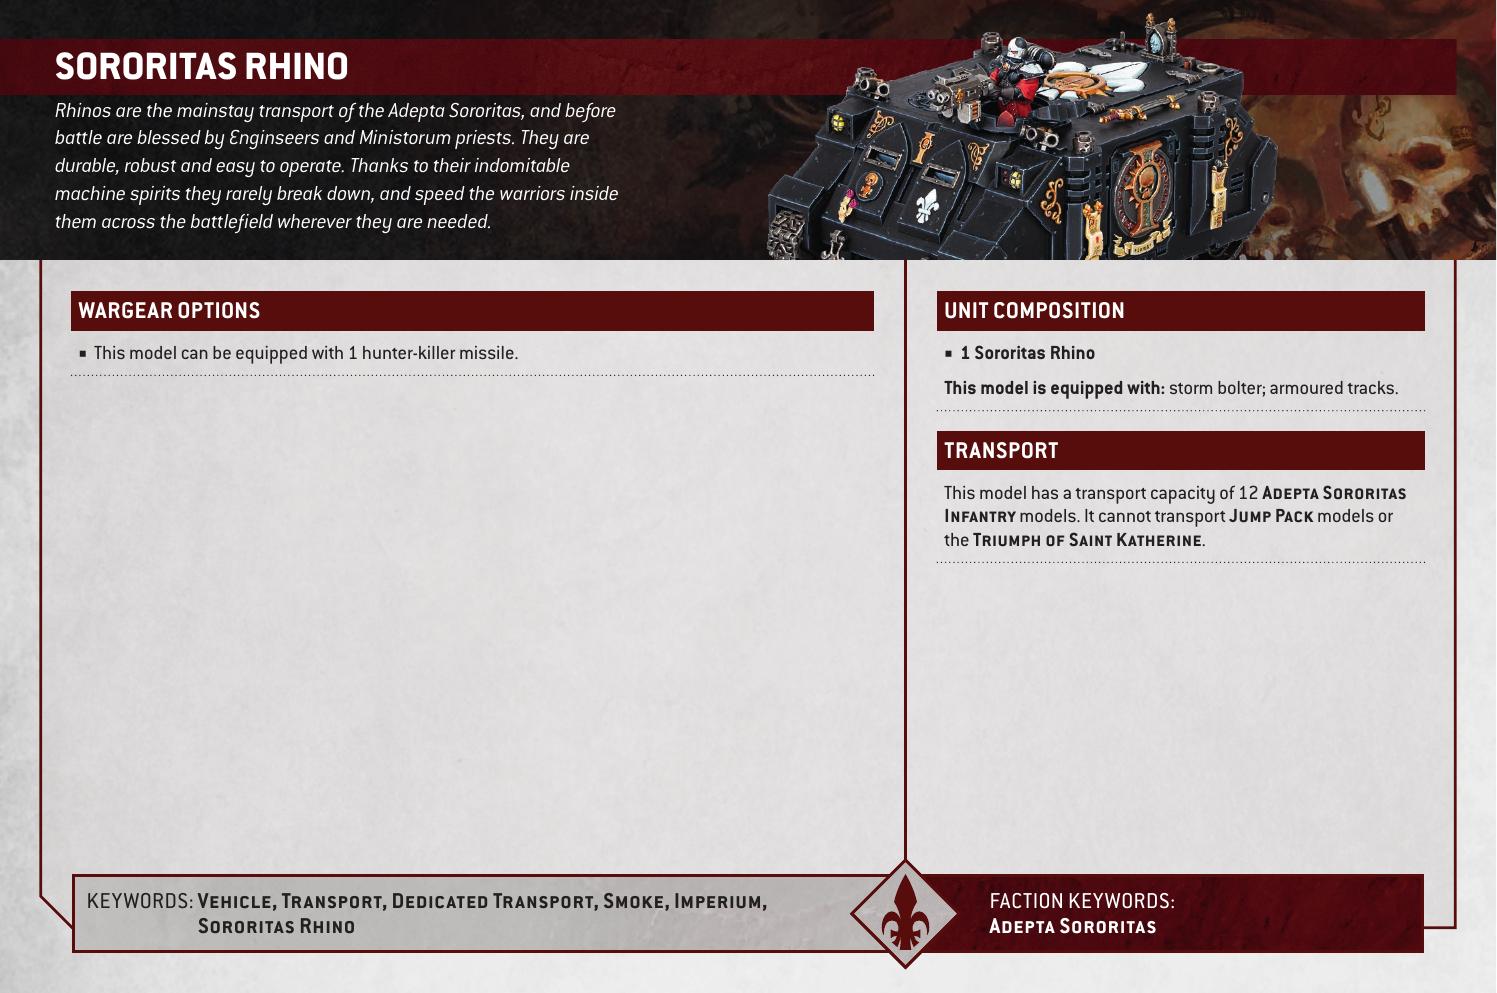 SORORITAS RHINO
Rhinos are the mainstay transport of the Adepta Sororitas, and before
battle are blessed by Enginseers and Ministorum priests. They are
durable, robust and easy to operate. Thanks to their indomitable
machine spirits they rarely break down, and speed the warriors inside
them across the battlefield wherever they are needed.
WARGEAR OPTIONS
■ This model can be equipped with 1 hunter-killer missile.
UNIT COMPOSITION
■ 1 Sororitas Rhino
This model is equipped with: storm bolter; armoured tracks.
TRANSPORT
This model has a transport capacity of 12 ADEPTA SORORITAS
INFANTRY models. It cannot transport JUMP PACK models or
the TRIUMPH OF SAINT KATHERINE.
KEYWORDS: VEHICLE, TRANSPORT, DEDICATED TRANSPORT, SMOKE, IMPERIUM,
SORORITAS RHINO
FACTION KEYWORDS:
ADEPTA SORORITAS